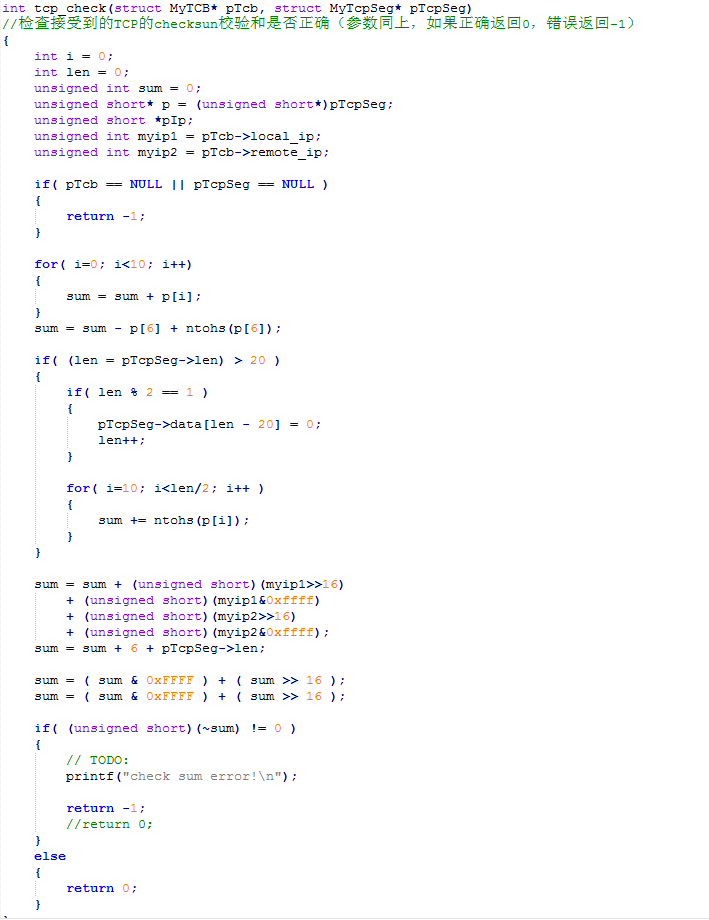 int tcp_check(struct MyTCB* pTcb, struct MyTcpSeg* pTcpSeg)
//检查接受到的TCP的checksun校验和是否正确（参数同上，如果正确返回0，错误返回-1）
{
    int i = 0;
    int len = 0;
    unsigned int sum = 0;
    unsigned short* p = (unsigned short*)pTcpSeg;
    unsigned short *pIp;
    unsigned int myip1 = pTcb->local_ip;
    unsigned int myip2 = pTcb->remote_ip;

    if( pTcb == NULL || pTcpSeg == NULL )
    {
        return -1;
    }

    for( i=0; i<10; i++)
    {
        sum = sum + p[i];
    }
    sum = sum - p[6] + ntohs(p[6]);

    if( (len = pTcpSeg->len) > 20 )
    {
        if( len % 2 == 1 )
        {
            pTcpSeg->data[len - 20] = 0;
            len++;
        }

        for( i=10; i<len/2; i++ )
        {
            sum += ntohs(p[i]);
        }
    }

    sum = sum + (unsigned short)(myip1>>16)
        + (unsigned short)(myip1&0xffff)
        + (unsigned short)(myip2>>16)
        + (unsigned short)(myip2&0xffff);
    sum = sum + 6 + pTcpSeg->len;

    sum = ( sum & 0xFFFF ) + ( sum >> 16 );
    sum = ( sum & 0xFFFF ) + ( sum >> 16 );

    if( (unsigned short)(~sum) != 0 )
    {
        // TODO:
        printf("check sum error!\n");

        return -1;
        //return 0;
    }
    else
    {
        return 0;
    }